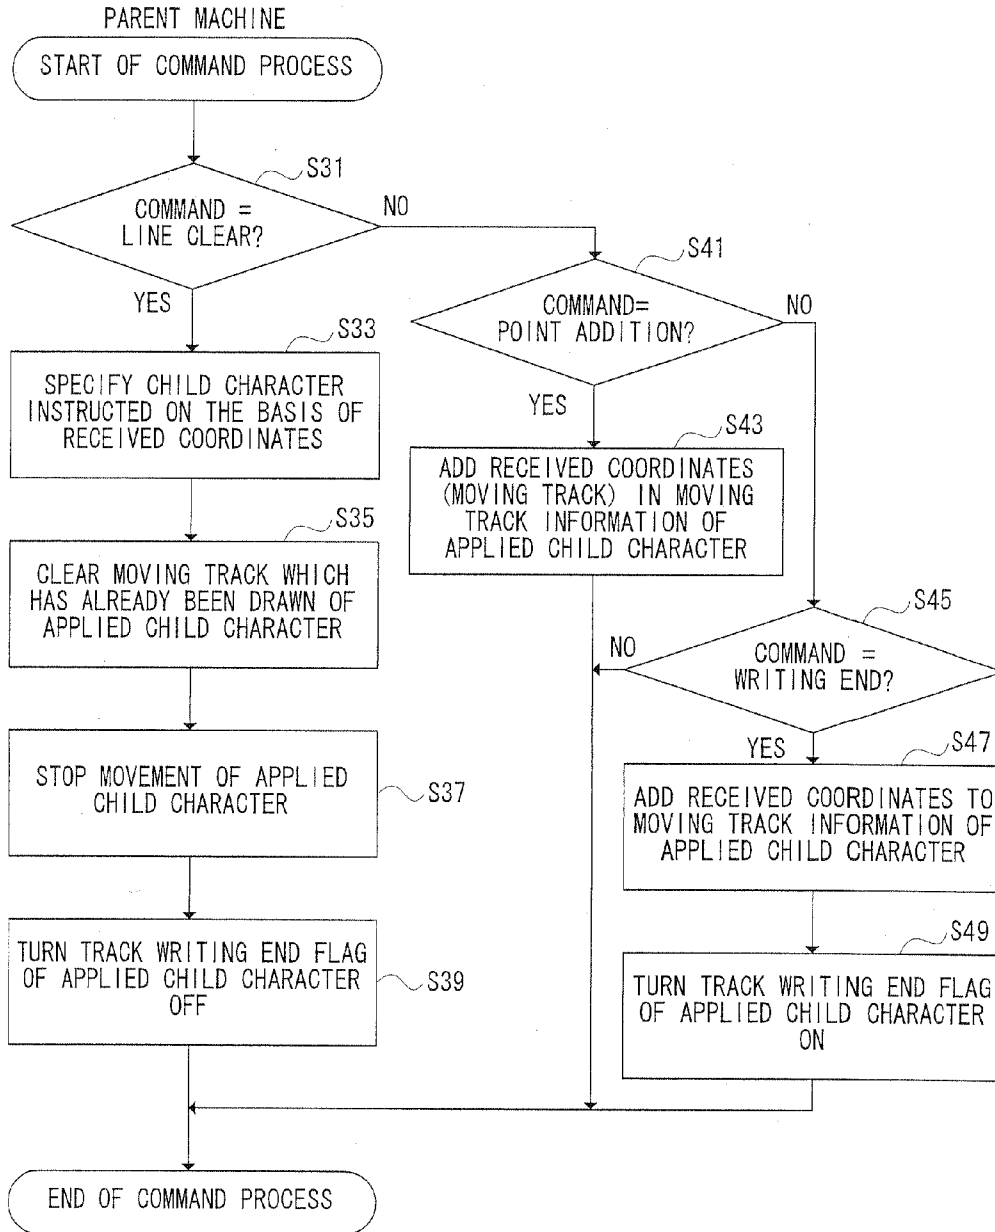 PARENT MACHINE
START OF COMMAND PROCESS
S31
COMMAND =
LINE CLEAR?
NO
YES
S33
SPECIFY CHILD CHARACTER
INSTRUCTED ON THE BASIS OF
RECEIVED COORDINATES
S35
CLEAR MOVING TRACK WHICH
HAS ALREADY BEEN DRAWN OF
APPLIED CHILD CHARACTER
STOP MOVEMENT OF APPLIED
CHILD CHARACTER
S37
TURN TRACK WRITING END FLAG
OF APPLIED CHILD CHARACTER
OFF
S39
S41
COMMAND=
POINT ADDITION?
NO
YES
S43
ADD RECEIVED COORDINATES
(MOVING TRACK) IN MOVING
TRACK INFORMATION OF
APPLIED CHILD CHARACTER
S45
COMMAND =
WRITING END?
NO
YES
S47
ADD RECEIVED COORDINATES TO
MOVING TRACK INFORMATION OF
APPLIED CHILD CHARACTER
S49
TURN TRACK WRITING END FLAG
OF APPLIED CHILD CHARACTER
ON
END OF COMMAND PROCESS